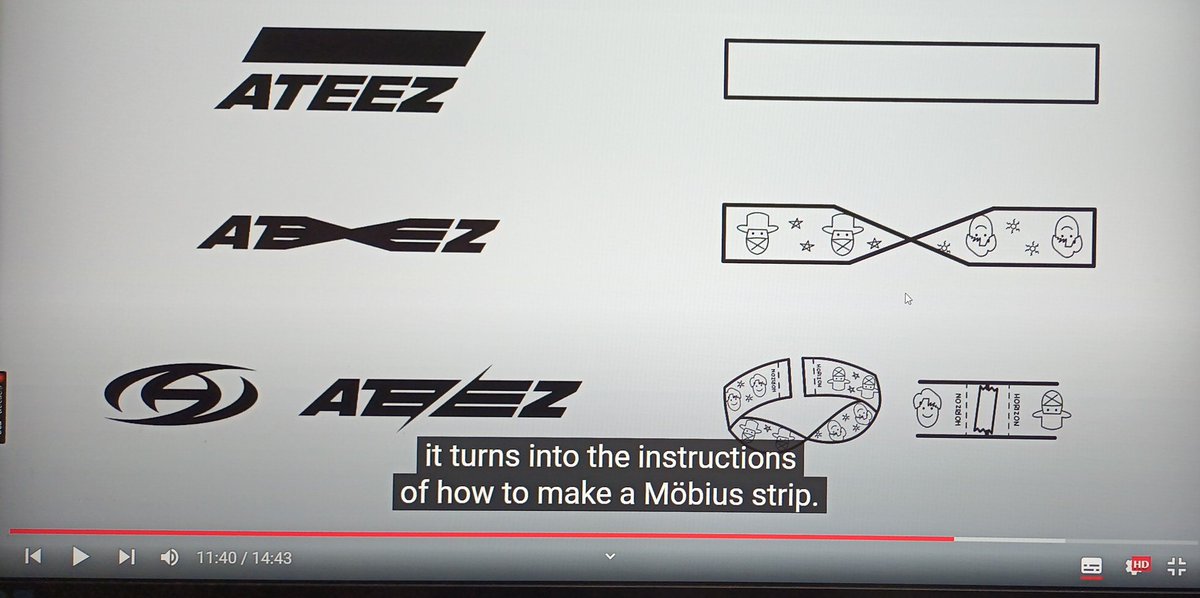 ATEEZ
ATEEZ
ATEEZ
HORIZON
HORIZON
HORIZON
HORIZON
it turns into the instructions
of how to make a Möbius strip.
11:40 / 14:43
HD